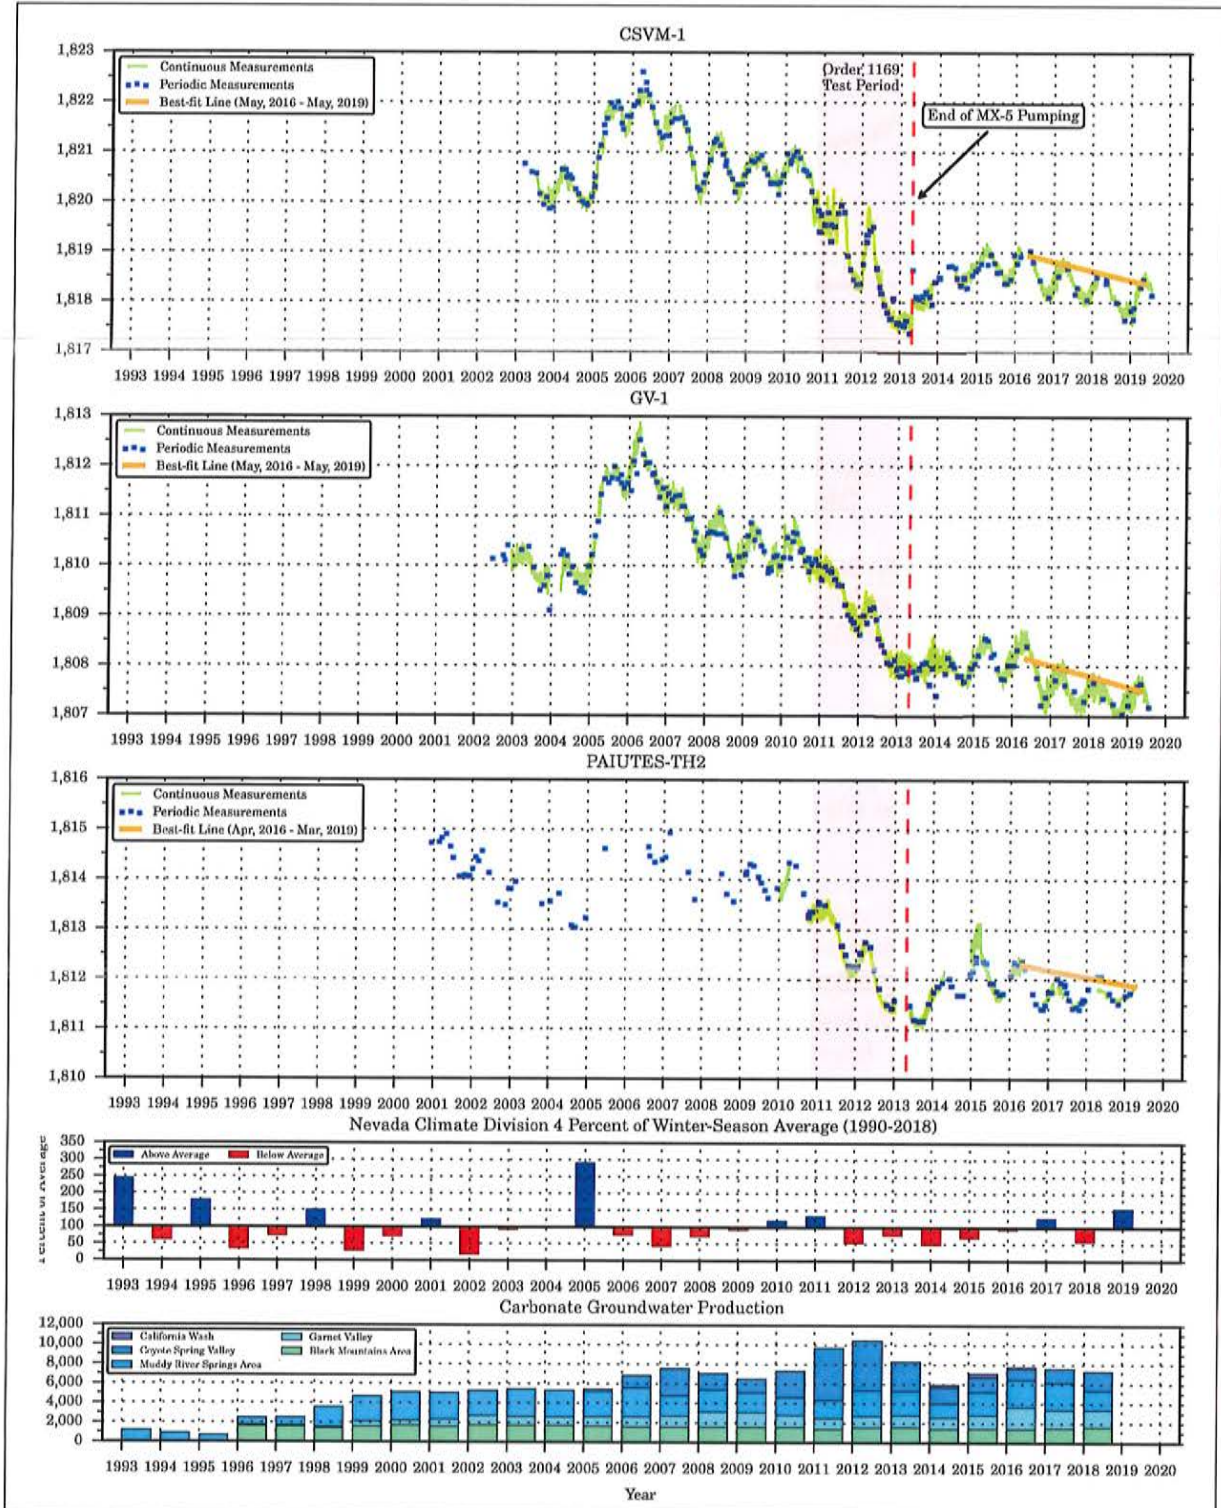 CSVM-1
1,823
1,822
1,821
1,820
1,819
1,818
1,817
Continuous Measurements
Periodic Measurements
Best-fit Line (May, 2016 - May, 2019)
Order 1169
Test Period
End of MX-5 Pumping
1993 1994 1995 1996 1997 1998 1999 2000 2001 2002 2003 2004 2005 2006 2007 2008 2009 2010 2011 2012 2013 2014 2015 2016 2017 2018 2019 2020
GV-1
1,813
1,812
1,811
1,810
1,809
1,808
1,807
Continuous Measurements
Periodic Measurements
Best-fit Line (May, 2016 - May, 2019)
1993 1994 1995 1996 1997 1998 1999 2000 2001 2002 2003 2004 2005 2006 2007 2008 2009 2010 2011 2012 2013 2014 2015 2016 2017 2018 2019 2020
PAIUTES-TH2
1,816
1,815
1,814
1,813
1,812
1,811
1,810
Continuous Measurements
Periodic Measurements
Best-fit Line (Apr, 2016 - Mar, 2019)
1993 1994 1995 1996 1997 1998 1999 2000 2001 2002 2003 2004 2005 2006 2007 2008 2009 2010 2011 2012 2013 2014 2015 2016 2017 2018 2019 2020
Nevada Climate Division 4 Percent of Winter-Season Average (1990-2018)
350
300
250
200
150
100
50
0
Above Average
Below Average
1993 1994 1995 1996 1997 1998 1999 2000 2001 2002 2003 2004 2005 2006 2007 2008 2009 2010 2011 2012 2013 2014 2015 2016 2017 2018 2019 2020
Carbonate Groundwater Production
12,000
10,000
8,000
6,000
4,000
2,000
0
California Wash
Coyote Spring Valley
Muddy River Springs Area
Garnet Valley
Black Mountains Area
1993 1994 1995 1996 1997 1998 1999 2000 2001 2002 2003 2004 2005 2006 2007 2008 2009 2010 2011 2012 2013 2014 2015 2016 2017 2018 2019 2020
Year